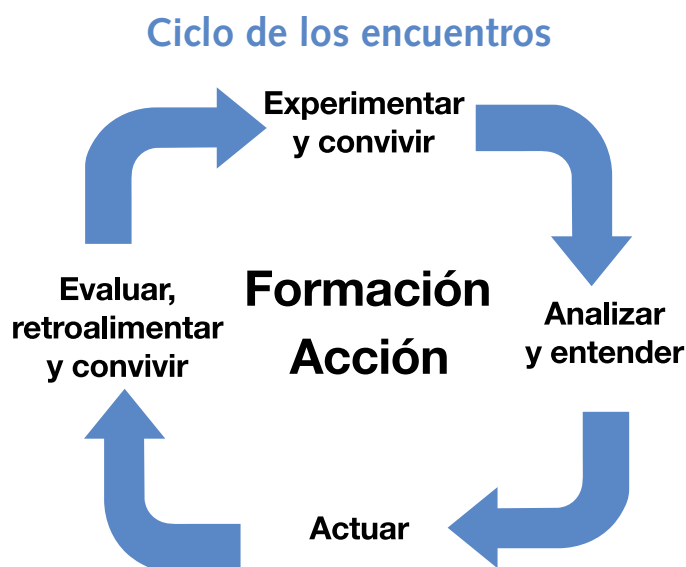 Ciclo de los encuentros
Experimentar
y convivir
Analizar
y entender
Actuar
Evaluar,
retroalimentar
y convivir
Formación
Acción